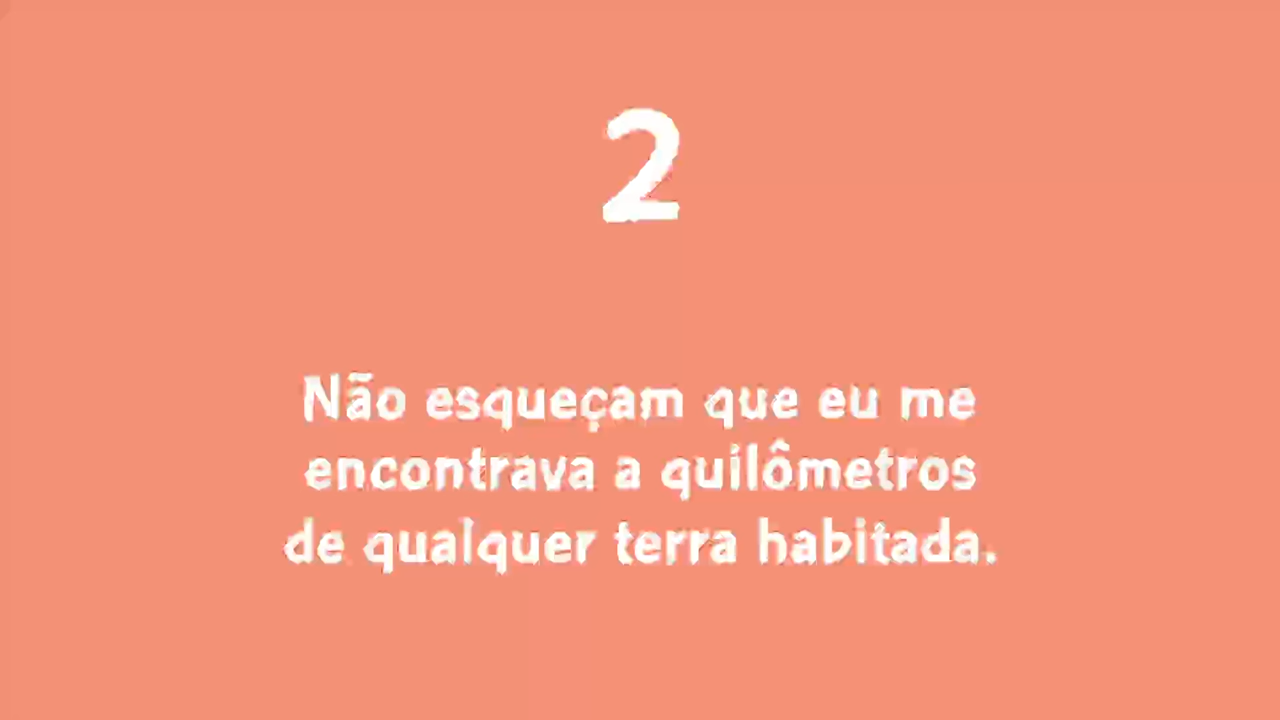 2
Não esqueçam que eu me
encontrava a quilômetros
de qualquer terra habitada.